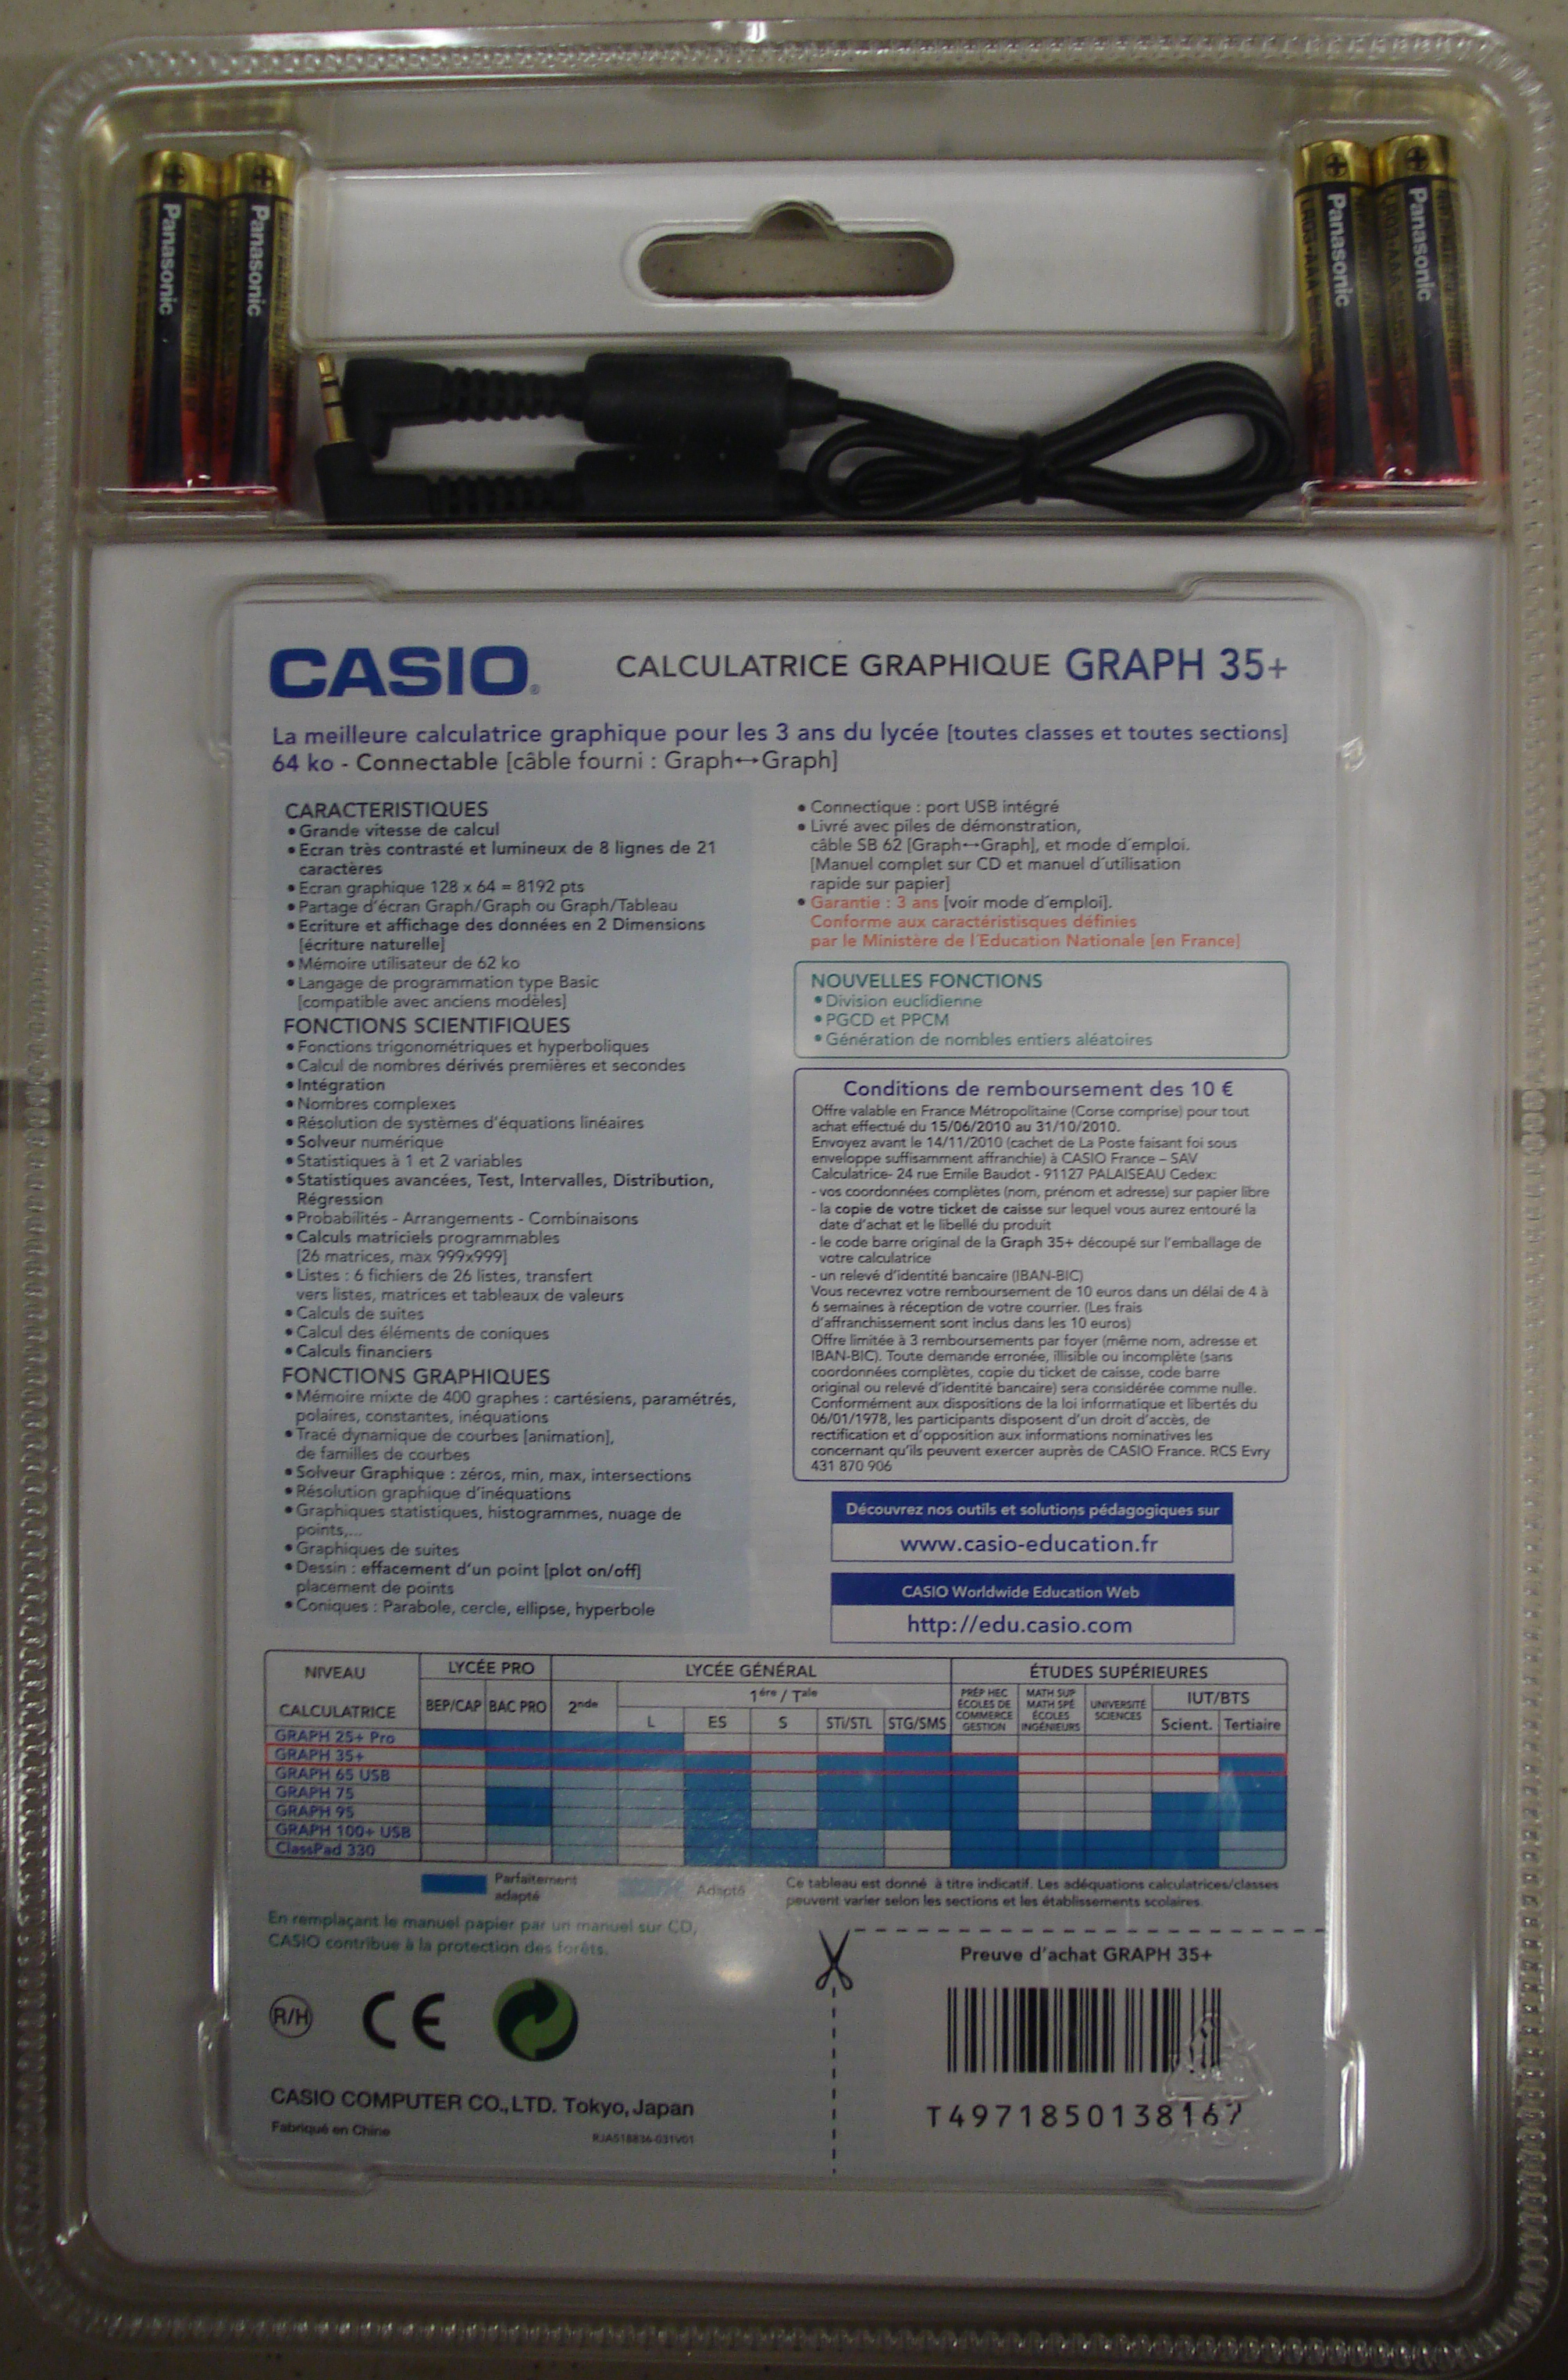 Panasonic
Panasonic
Panasonic
LR03·AAA
Panasonic
CASIO®
CALCULATRICE GRAPHIQUE GRAPH 35+
La meilleure calculatrice graphique pour les 3 ans du lycée [toutes classes et toutes sections]
64 ko - Connectable [câble fourni : Graph↔Graph]
CARACTERISTIQUES
• Grande vitesse de calcul
• Ecran très contrasté et lumineux de 8 lignes de 21
caractères
• Ecran graphique 128 x 64 = 8192 pts
• Partage d'écran Graph/Graph ou Graph/Tableau
• Ecriture et affichage des données en 2 Dimensions
[écriture naturelle]
• Mémoire utilisateur de 62 ko
• Langage de programmation type Basic
[compatible avec anciens modèles]
FONCTIONS SCIENTIFIQUES
• Fonctions trigonométriques et hyperboliques
• Calcul de nombres dérivés premières et secondes
• Intégration
• Nombres complexes
• Résolution de systèmes d'équations linéaires
• Solveur numérique
• Statistiques à 1 et 2 variables
• Statistiques avancées, Test, Intervalles, Distribution,
Régression
• Probabilités - Arrangements - Combinaisons
• Calculs matriciels programmables
[26 matrices, max 999x999]
• Listes : 6 fichiers de 26 listes, transfert
vers listes, matrices et tableaux de valeurs
• Calculs de suites
• Calcul des éléments de coniques
• Calculs financiers
FONCTIONS GRAPHIQUES
• Mémoire mixte de 400 graphes : cartésiens, paramétrés,
polaires, constantes, inéquations
• Tracé dynamique de courbes [animation],
de familles de courbes
• Solveur Graphique : zéros, min, max, intersections
• Résolution graphique d'inéquations
• Graphiques statistiques, histogrammes, nuage de
points,...
• Graphiques de suites
• Dessin : effacement d'un point [plot on/off]
placement de points
• Coniques : Parabole, cercle, ellipse, hyperbole
• Connectique : port USB intégré
• Livré avec piles de démonstration,
câble SB 62 [Graph↔Graph], et mode d'emploi.
[Manuel complet sur CD et manuel d'utilisation
rapide sur papier]
• Garantie : 3 ans [voir mode d'emploi].
Conforme aux caractéristisques définies
par le Ministère de l'Education Nationale [en France]
NOUVELLES FONCTIONS
• Division euclidienne
• PGCD et PPCM
• Génération de nombles entiers aléatoires
Conditions de remboursement des 10 €
Offre valable en France Métropolitaine (Corse comprise) pour tout
achat effectué du 15/06/2010 au 31/10/2010.
Envoyez avant le 14/11/2010 (cachet de La Poste faisant foi sous
enveloppe suffisamment affranchie) à CASIO France – SAV
Calculatrice- 24 rue Emile Baudot - 91127 PALAISEAU Cedex:
- vos coordonnées complètes (nom, prénom et adresse) sur papier libre
- la copie de votre ticket de caisse sur lequel vous aurez entouré la
date d'achat et le libellé du produit
- le code barre original de la Graph 35+ découpé sur l'emballage de
votre calculatrice
- un relevé d'identité bancaire (IBAN-BIC)
Vous recevrez votre remboursement de 10 euros dans un délai de 4 à
6 semaines à réception de votre courrier. (Les frais
d'affranchissement sont inclus dans les 10 euros)
Offre limitée à 3 remboursements par foyer (même nom, adresse et
IBAN-BIC). Toute demande erronée, illisible ou incomplète (sans
coordonnées complètes, copie du ticket de caisse, code barre
original ou relevé d'identité bancaire) sera considérée comme nulle.
Conformément aux dispositions de la loi informatique et libertés du
06/01/1978, les participants disposent d'un droit d'accès, de
rectification et d'opposition aux informations nominatives les
concernant qu'ils peuvent exercer auprès de CASIO France. RCS Evry
431 870 906
Découvrez nos outils et solutions pédagogiques sur
www.casio-education.fr
CASIO Worldwide Education Web
http://edu.casio.com
NIVEAU
CALCULATRICE
LYCÉE PRO
LYCÉE GÉNÉRAL
ÉTUDES SUPÉRIEURES
BEP/CAP
BAC PRO
2nde
1ére / Tale
L
ES
S
STi/STL
STG/SMS
PRÉP HEC
ÉCOLES DE
COMMERCE
GESTION
MATH SUP
MATH SPÉ
ÉCOLES
INGÉNIEURS
UNIVERSITÉ
SCIENCES
IUT/BTS
Scient.
Tertiaire
GRAPH 25+ Pro
GRAPH 35+
GRAPH 65 USB
GRAPH 75
GRAPH 95
GRAPH 100+ USB
ClassPad 330
Parfaitement
adapté
Adapté
Ce tableau est donné à titre indicatif. Les adéquations calculatrices/classes
peuvent varier selon les sections et les établissements scolaires.
En remplaçant le manuel papier par un manuel sur CD,
CASIO contribue à la protection des forêts.
Preuve d'achat GRAPH 35+
R/H
CE
CASIO COMPUTER CO.,LTD. Tokyo, Japan
Fabriqué en Chine
RJA518836-031V01
T4971850138167